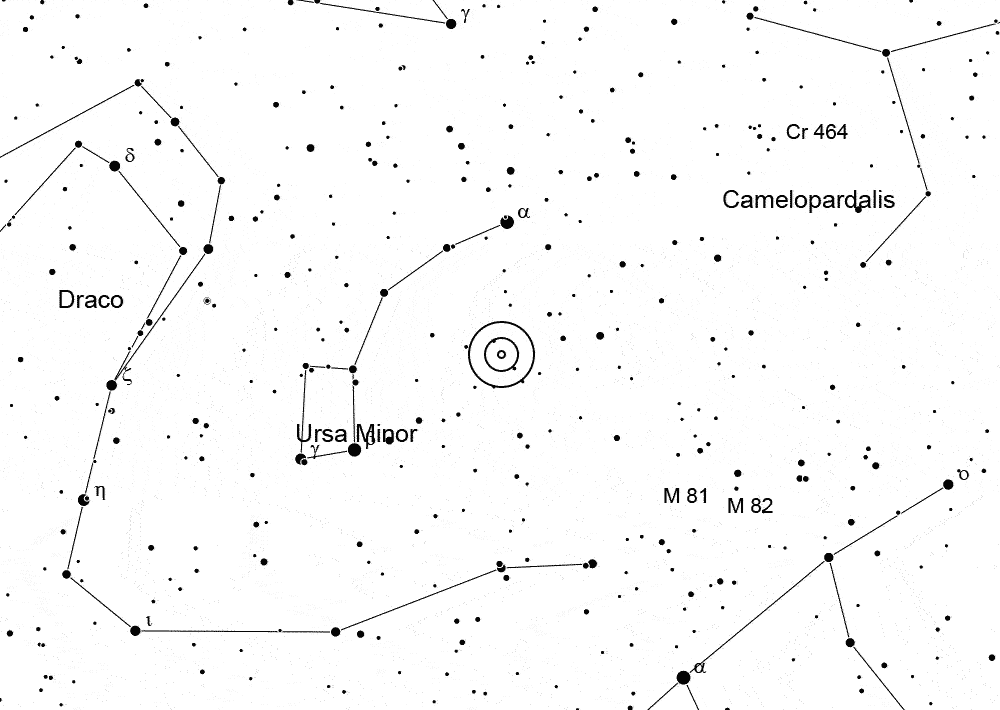 γ
Cr 464
δ
Camelopardalis
α
Draco
ζ
Ursa Minor
β
γ
ο
η
M 81
M 82
ι
α